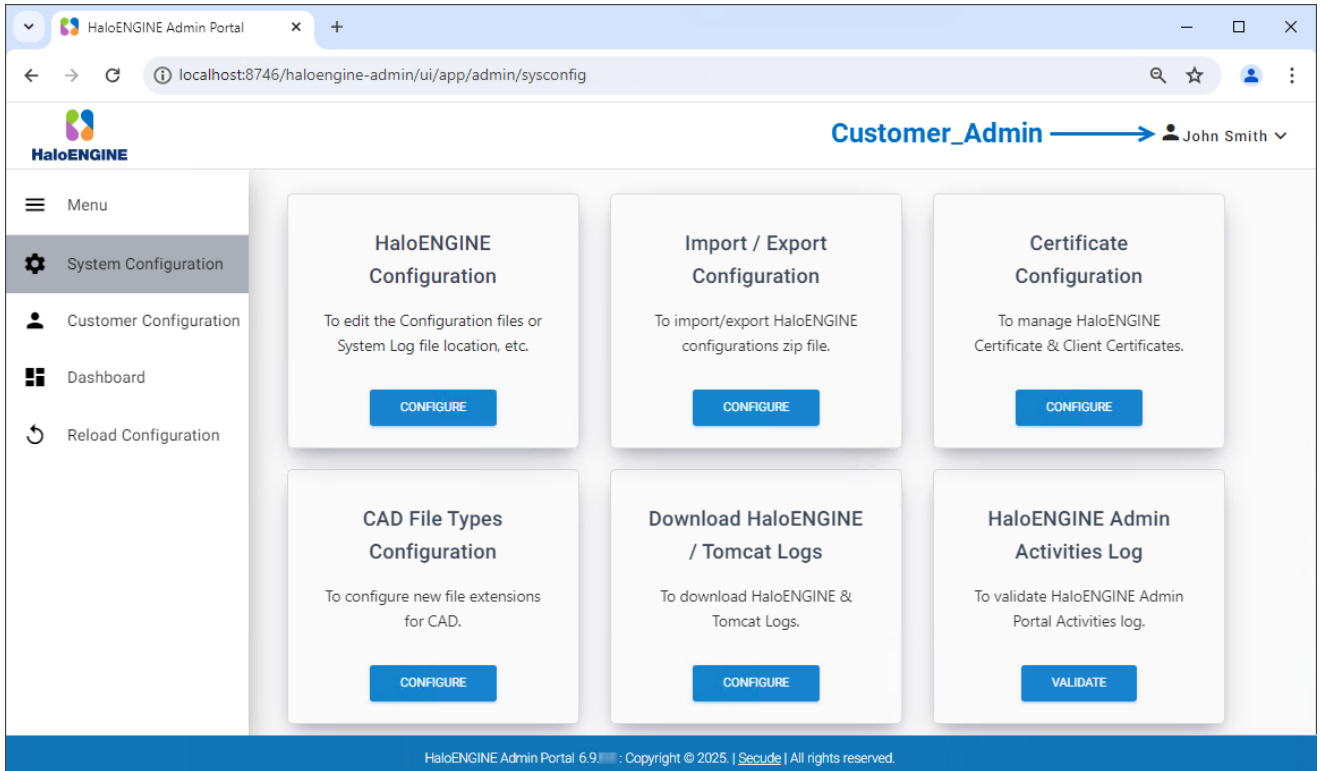 HaloENGINE Admin Portal
localhost:8746/haloengine-admin/ui/app/admin/sysconfig
HaloENGINE
Customer_Admin
John Smith
Menu
System Configuration
Customer Configuration
Dashboard
Reload Configuration
HaloENGINE
Configuration
To edit the Configuration files or
System Log file location, etc.
CONFIGURE
Import / Export
Configuration
To import/export HaloENGINE
configurations zip file.
CONFIGURE
Certificate
Configuration
To manage HaloENGINE
Certificate & Client Certificates.
CONFIGURE
CAD File Types
Configuration
To configure new file extensions
for CAD.
CONFIGURE
Download HaloENGINE
/ Tomcat Logs
To download HaloENGINE &
Tomcat Logs.
CONFIGURE
HaloENGINE Admin
Activities Log
To validate HaloENGINE Admin
Portal Activities log.
VALIDATE
HaloENGINE Admin Portal 6.9. : Copyright © 2025. | Secude | All rights reserved.